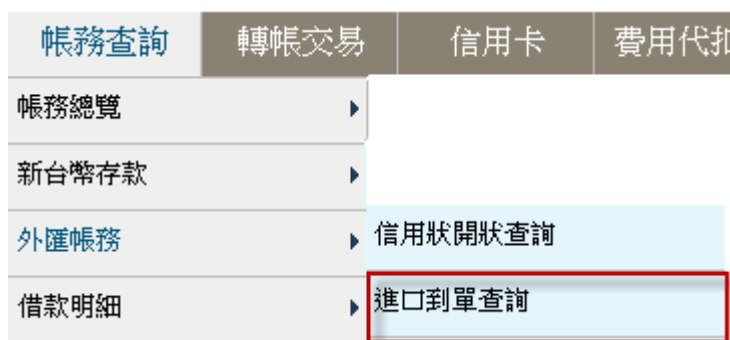 帳務查詢 轉帳交易 信用卡 費用代扣
帳務總覽
新台幣存款
外匯帳務 信用狀開狀查詢
借款明細 進口到單查詢